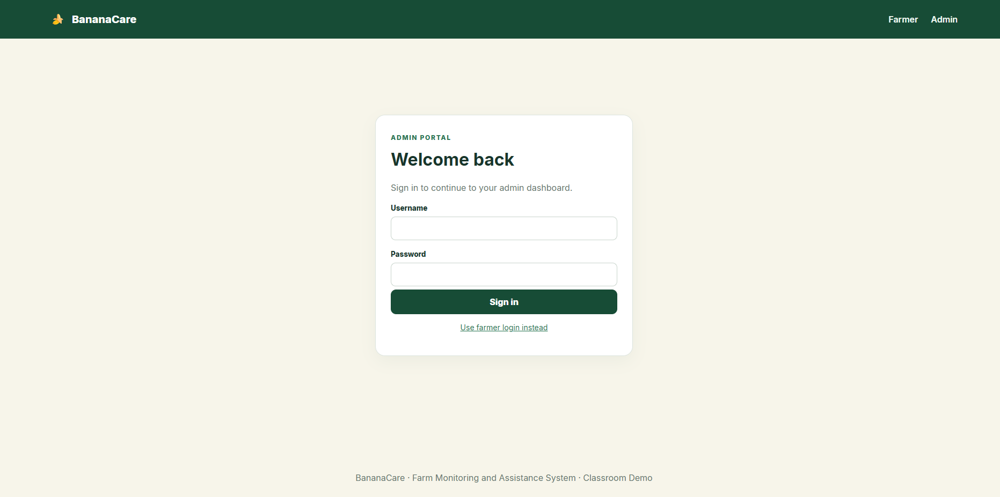 BananaCare
Farmer Admin
ADMIN PORTAL
Welcome back
Sign in to continue to your admin dashboard.
Username
Password
Sign in
Use farmer login instead
BananaCare · Farm Monitoring and Assistance System · Classroom Demo